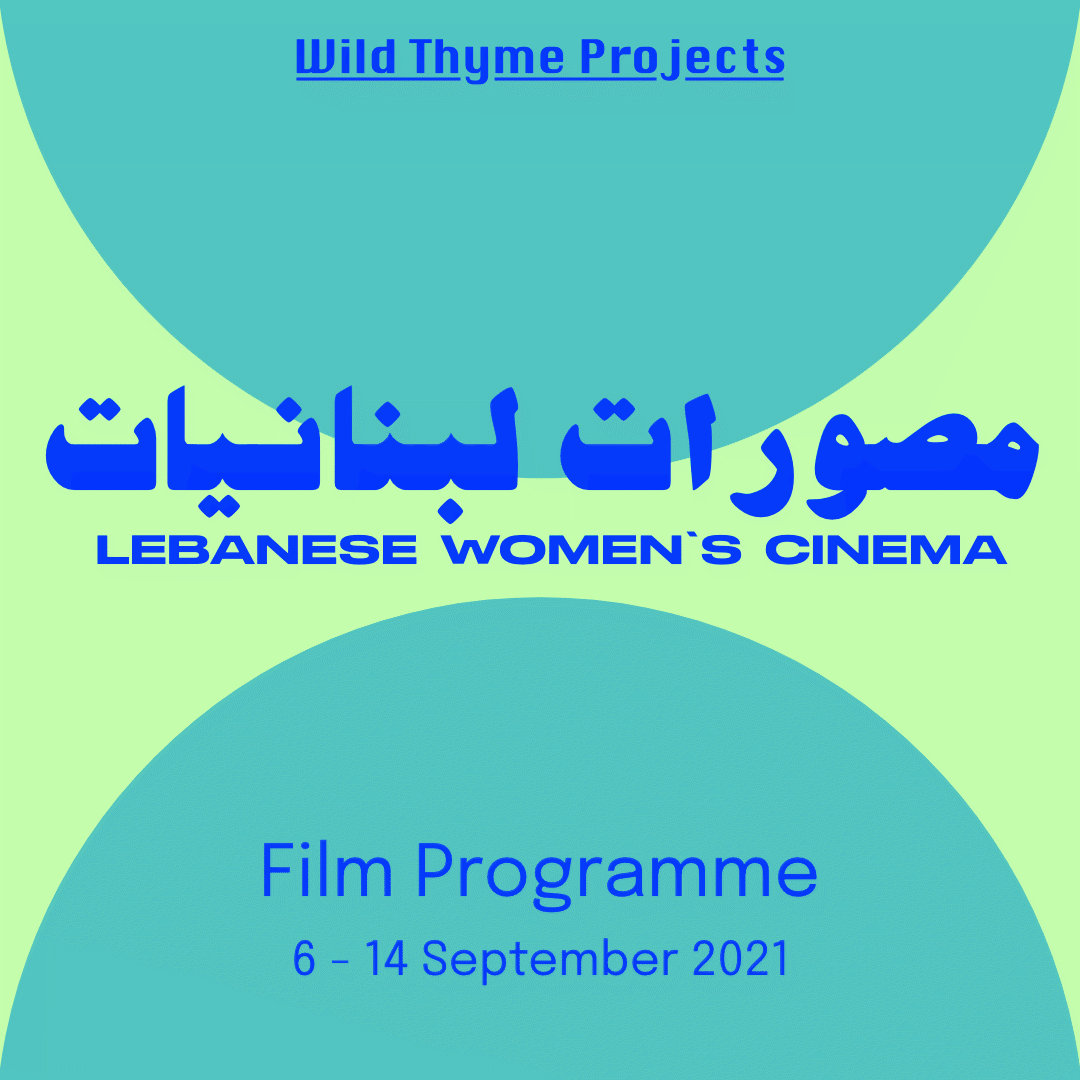 Wild Thyme Projects
مصورات لبنانيات
LEBANESE WOMEN`S CINEMA
Film Programme
6 – 14 September 2021